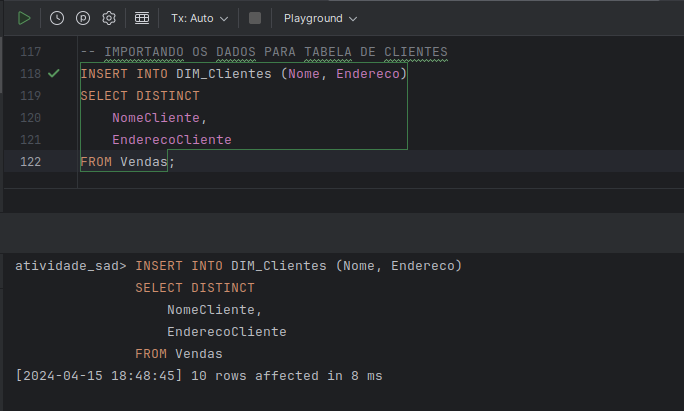 Tx: Auto Playground
117 -- IMPORTANDO OS DADOS PARA TABELA DE CLIENTES
118 INSERT INTO DIM_Clientes (Nome, Endereco)
119 SELECT DISTINCT
120 NomeCliente,
121 EnderecoCliente
122 FROM Vendas;
atividade_sad> INSERT INTO DIM_Clientes (Nome, Endereco)
SELECT DISTINCT
NomeCliente,
EnderecoCliente
FROM Vendas
[2024-04-15 18:48:45] 10 rows affected in 8 ms